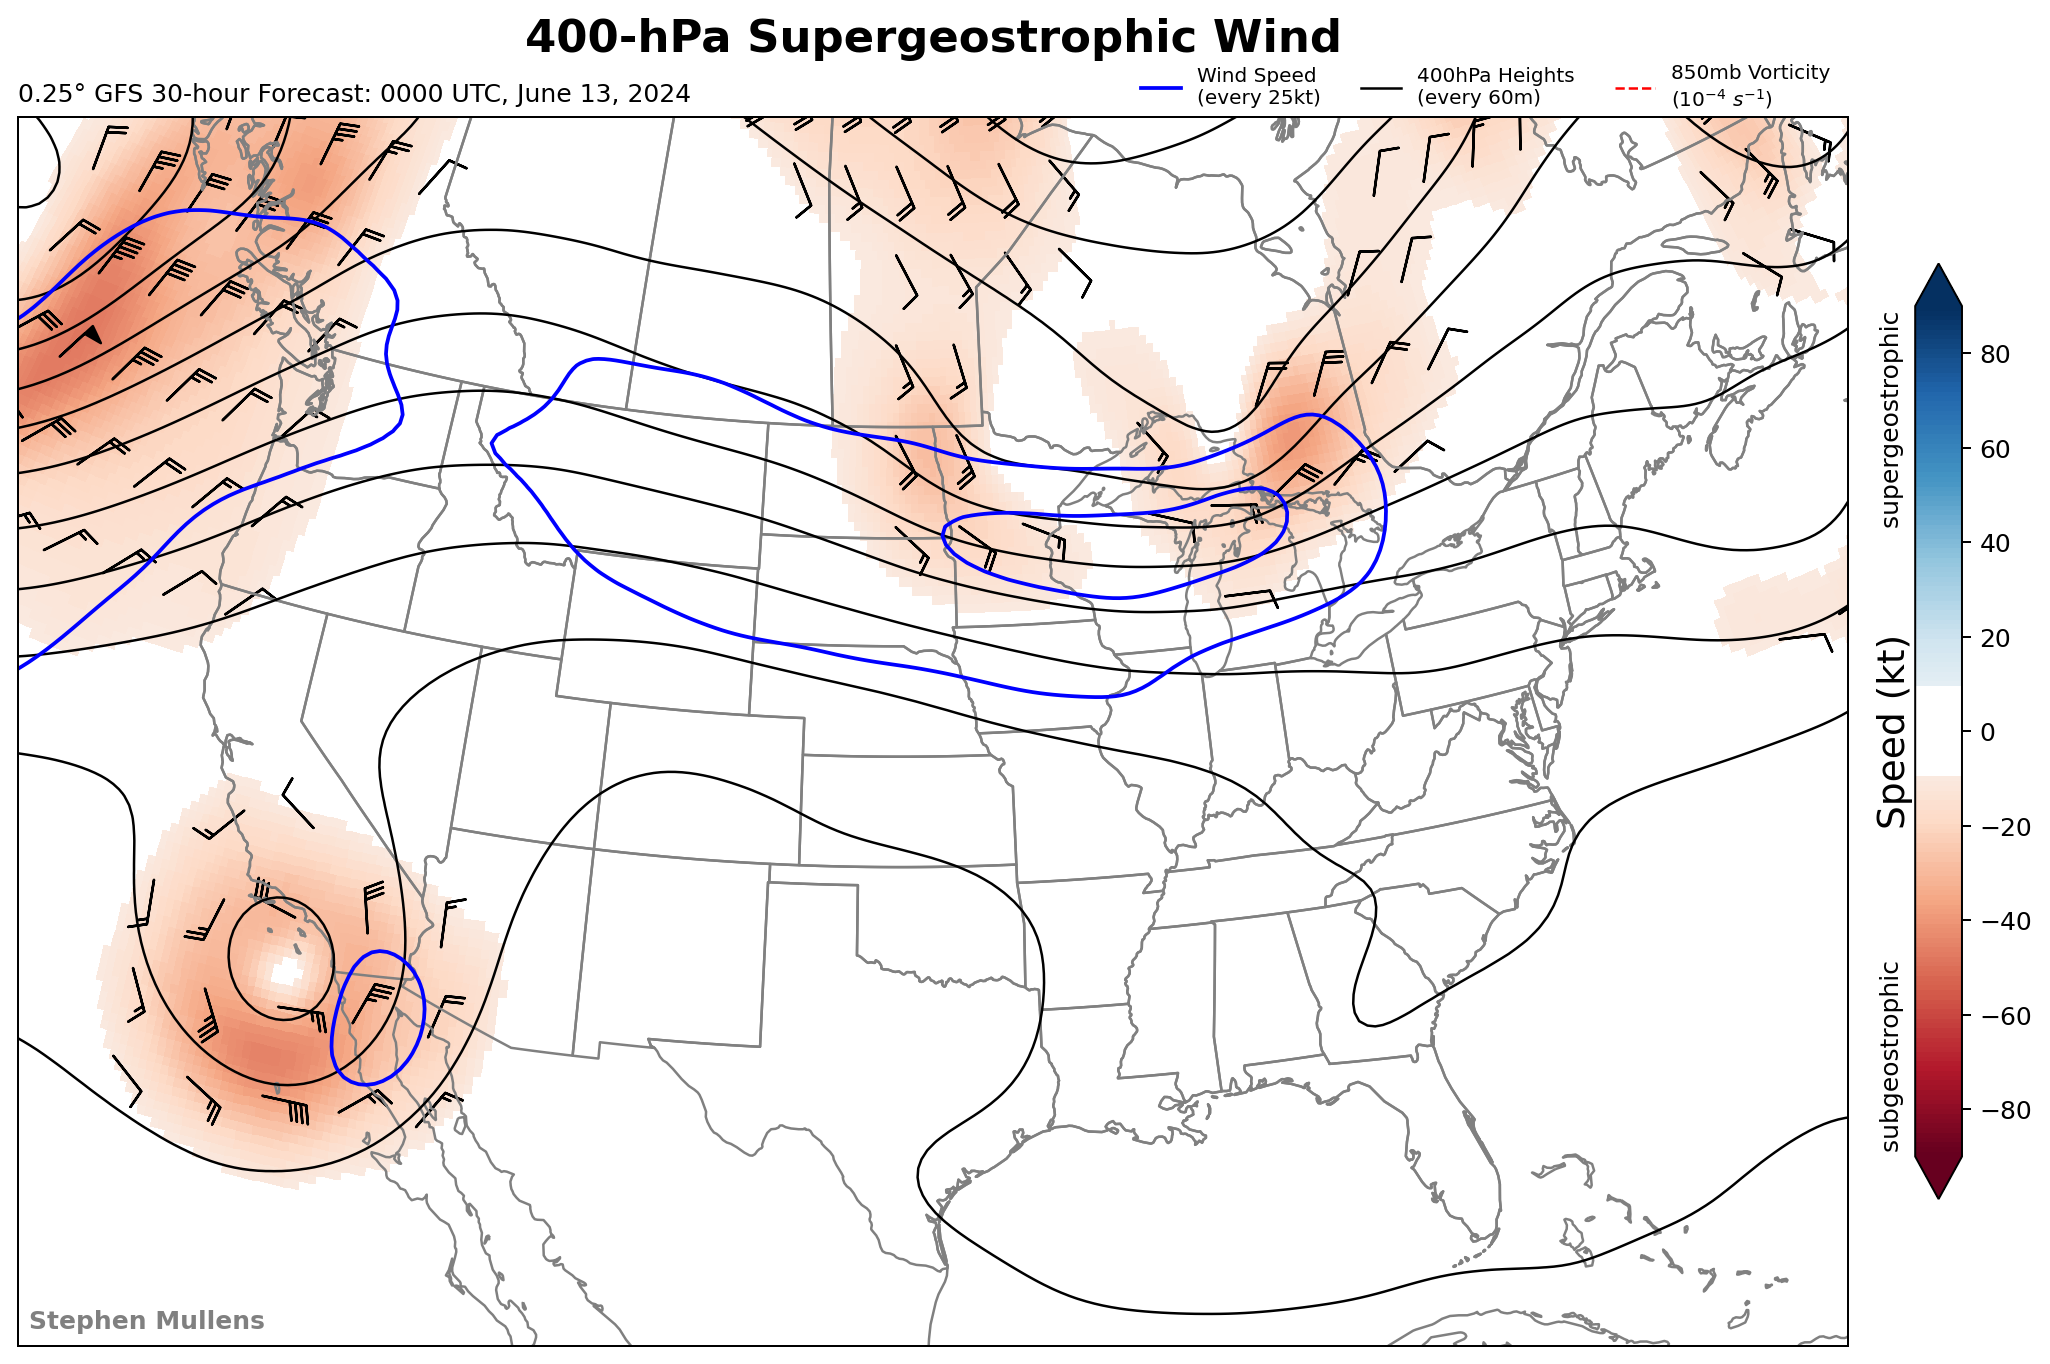 400-hPa Supergeostrophic Wind
0.25° GFS 30-hour Forecast: 0000 UTC, June 13, 2024
Wind Speed
(every 25kt)
400hPa Heights
(every 60m)
850mb Vorticity
(10⁻⁴ s⁻¹)
supergeostrophic
Speed (kt)
subgeostrophic
80
60
40
20
0
−20
−40
−60
−80
Stephen Mullens